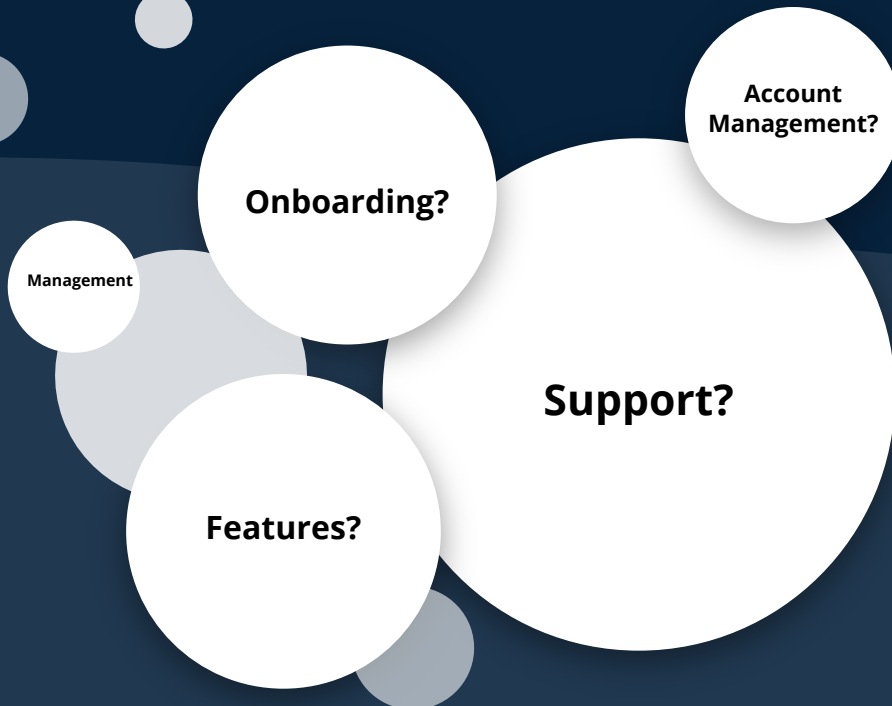 Account
Management?
Onboarding?
Management
Support?
Features?